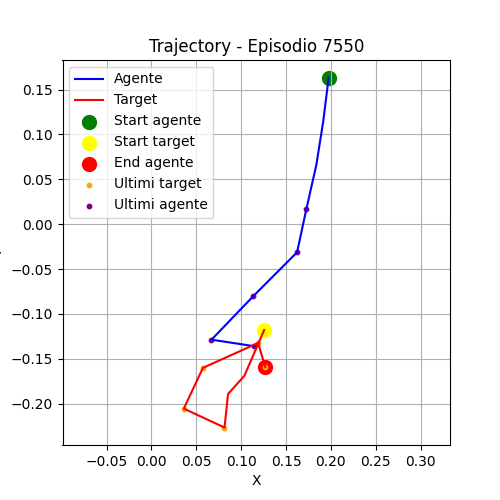 Trajectory - Episodio 7550
Agente
Target
Start agente
Start target
End agente
Ultimi target
Ultimi agente
0.15
0.10
0.05
0.00
−0.05
−0.10
−0.15
−0.20
−0.05
0.00
0.05
0.10
0.15
0.20
0.25
0.30
X